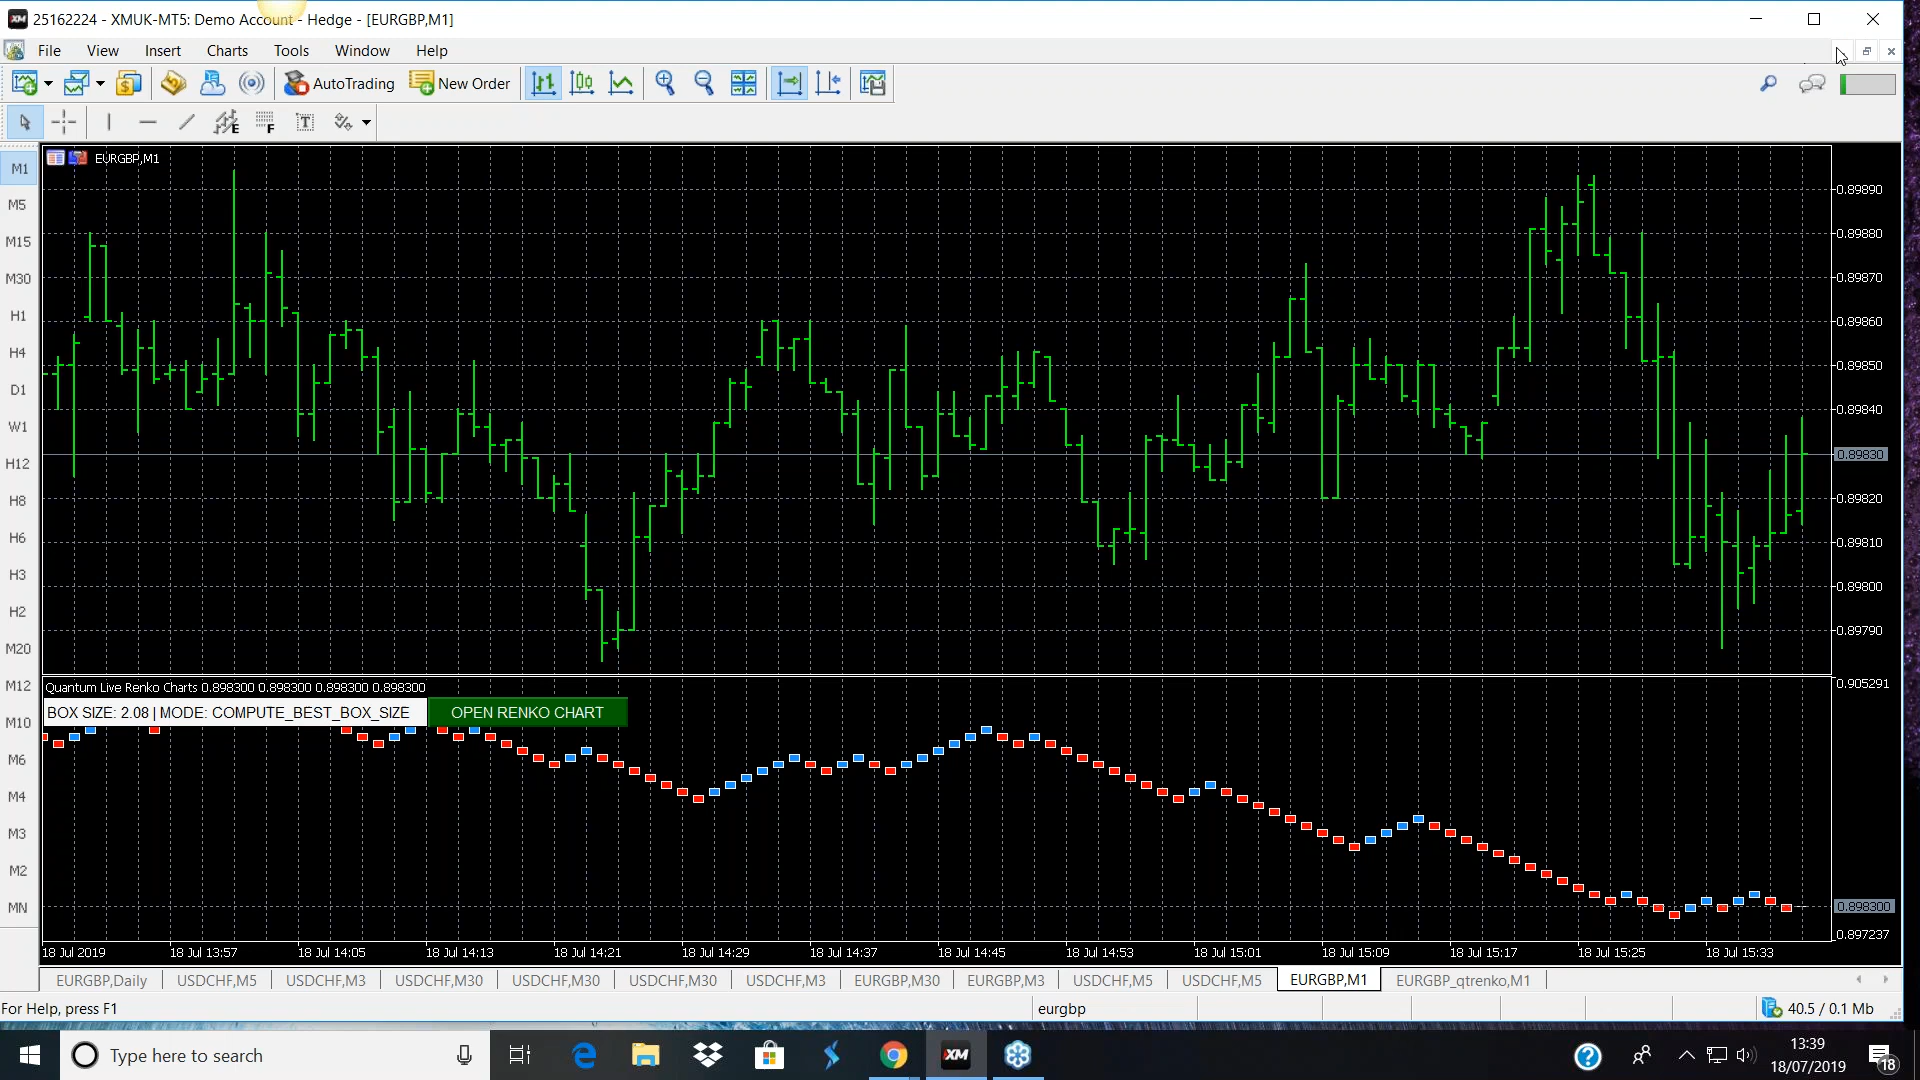 25162224 - XMUK-MT5: Demo Account - Hedge - [EURGBP,M1]
File View Insert Charts Tools Window Help
AutoTrading New Order
E F T
M1
M5
M15
M30
H1
H4
D1
W1
H12
H8
H6
H3
H2
M20
M12
M10
M6
M4
M3
M2
MN
EURGBP,M1
0.89890
0.89880
0.89870
0.89860
0.89850
0.89840
0.89830
0.89820
0.89810
0.89800
0.89790
Quantum Live Renko Charts 0.898300 0.898300 0.898300 0.898300
BOX SIZE: 2.08 | MODE: COMPUTE_BEST_BOX_SIZE
OPEN RENKO CHART
0.905291
0.898300
0.897237
18 Jul 2019 18 Jul 13:57 18 Jul 14:05 18 Jul 14:13 18 Jul 14:21 18 Jul 14:29 18 Jul 14:37 18 Jul 14:45 18 Jul 14:53 18 Jul 15:01 18 Jul 15:09 18 Jul 15:17 18 Jul 15:25 18 Jul 15:33
EURGBP,Daily USDCHF,M5 USDCHF,M3 USDCHF,M30 USDCHF,M30 USDCHF,M30 USDCHF,M3 EURGBP,M30 EURGBP,M3 USDCHF,M5 USDCHF,M5 EURGBP,M1 EURGBP_qtrenko,M1
For Help, press F1 eurgbp 40.5 / 0.1 Mb
Type here to search
XM
13:39
18/07/2019
18